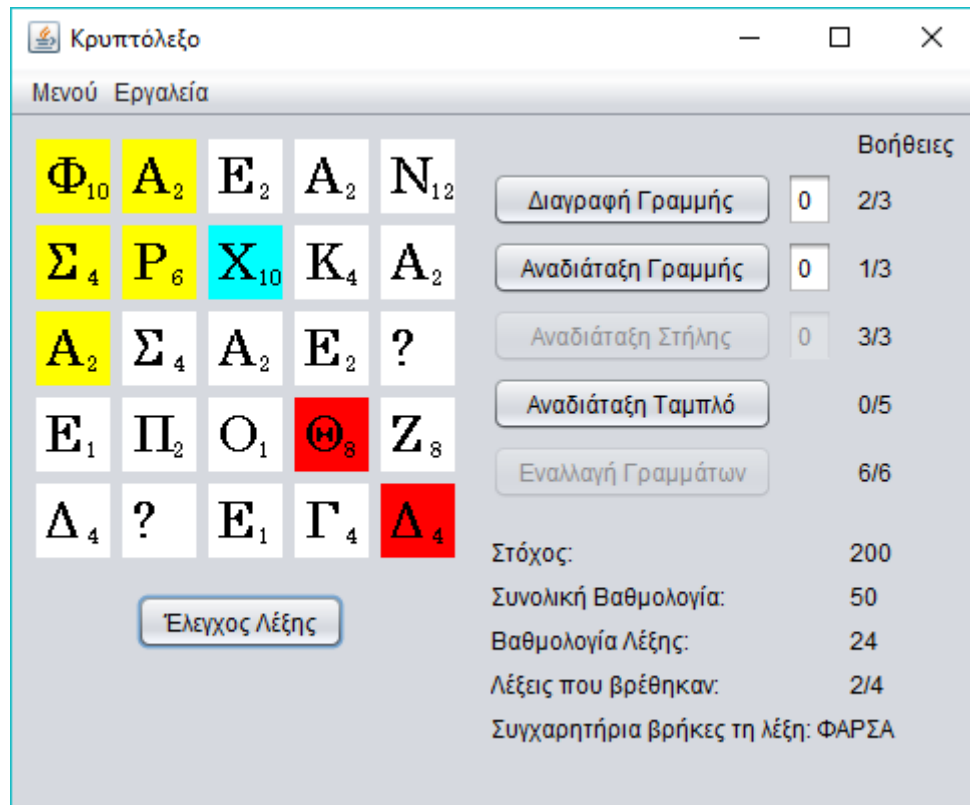 Κρυπτόλεξο
Μενού Εργαλεία
Βοήθειες
Φ10 Α2 Ε2 Α2 Ν12
Σ4 Ρ6 Χ10 Κ4 Α2
Α2 Σ4 Α2 Ε2 ?
Ε1 Π2 Ο1 Θ8 Ζ8
Δ4 ? Ε1 Γ4 Δ4
Έλεγχος Λέξης
Διαγραφή Γραμμής 0 2/3
Αναδιάταξη Γραμμής 0 1/3
Αναδιάταξη Στήλης 0 3/3
Αναδιάταξη Ταμπλό 0/5
Εναλλαγή Γραμμάτων 6/6
Στόχος: 200
Συνολική Βαθμολογία: 50
Βαθμολογία Λέξης: 24
Λέξεις που βρέθηκαν: 2/4
Συγχαρητήρια βρήκες τη λέξη: ΦΑΡΣΑ